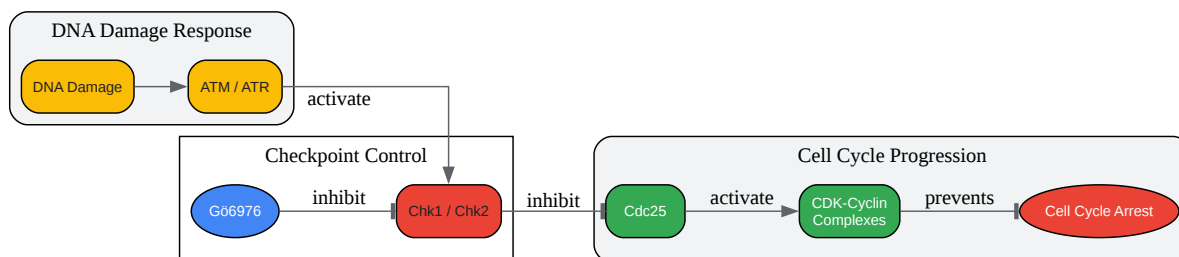 DNA Damage Response
DNA Damage
ATM / ATR
activate
Checkpoint Control
Gö6976
inhibit
Chk1 / Chk2
inhibit
Cell Cycle Progression
Cdc25
activate
CDK-Cyclin
Complexes
prevents
Cell Cycle Arrest